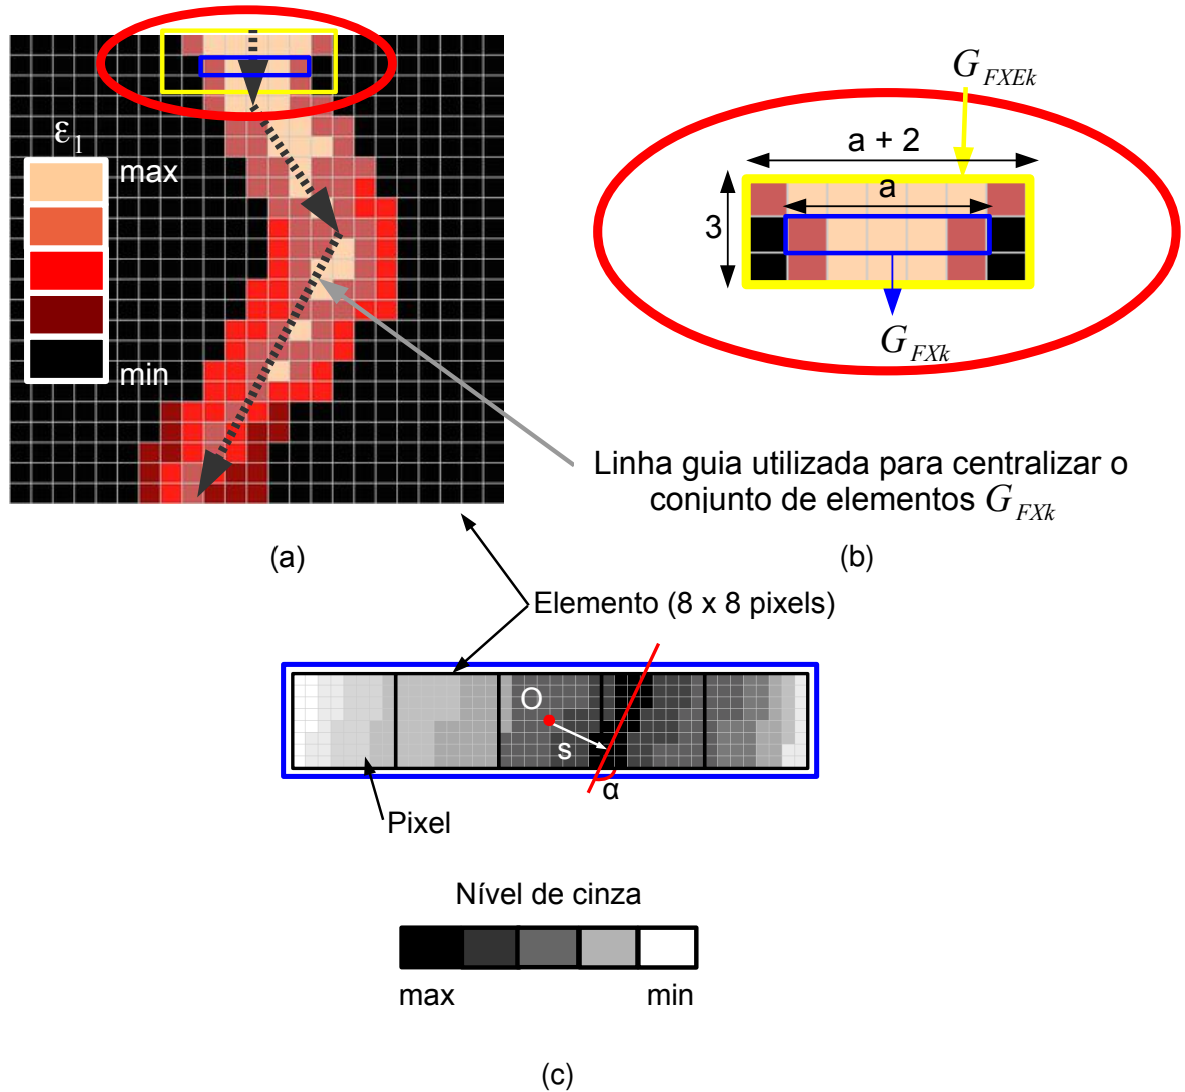 ε₁
max
min
(a)
G_FXEk
a + 2
a
3
G_FXk
Linha guia utilizada para centralizar o
conjunto de elementos G_FXk
(b)
Elemento (8 x 8 pixels)
O
s
α
Pixel
Nível de cinza
max min
(c)